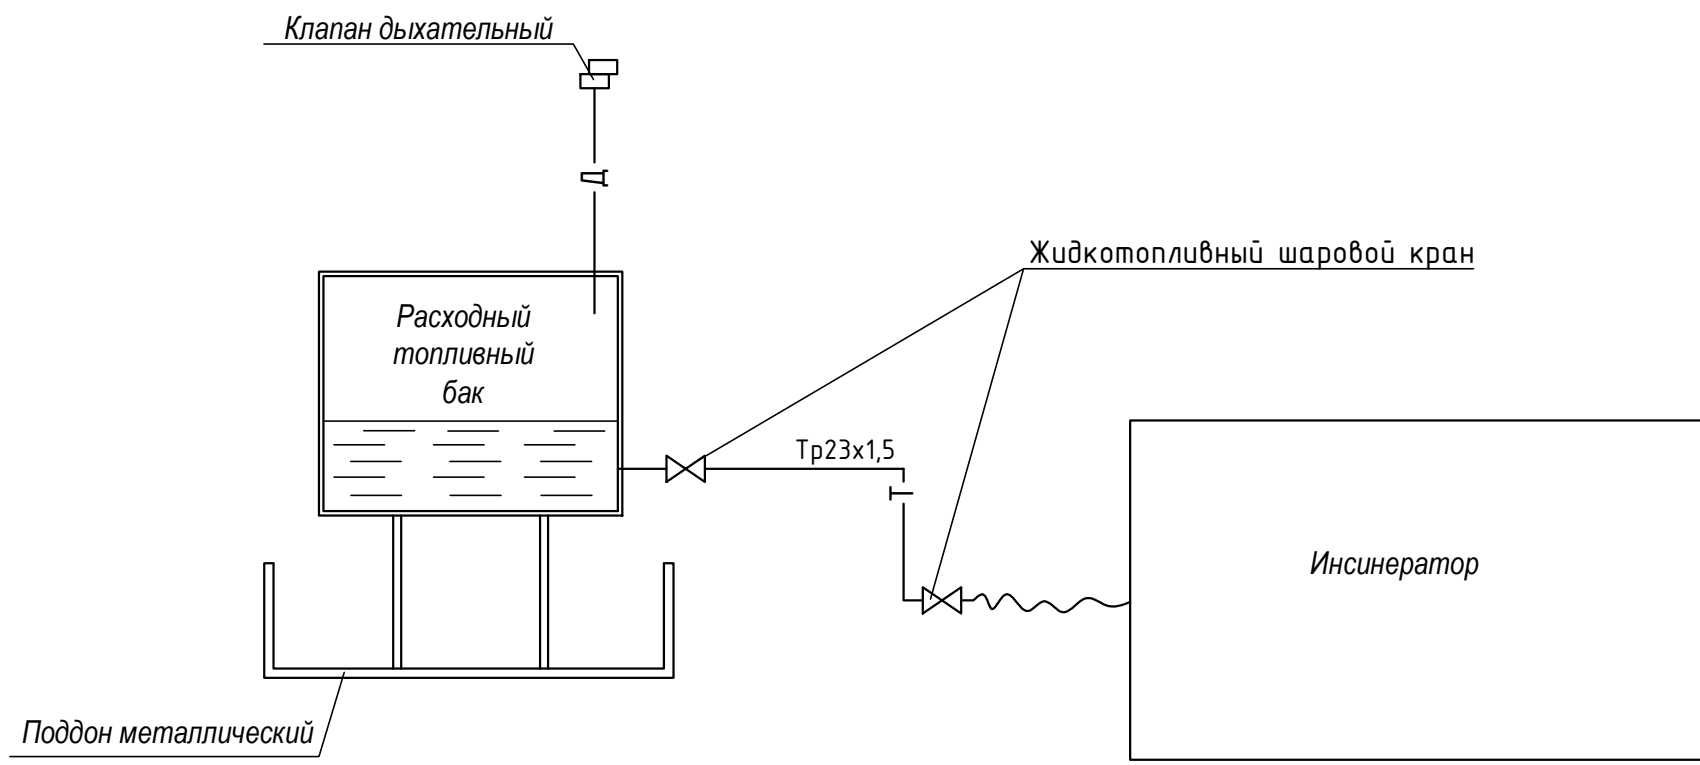 Клапан дыхательный
Д
Жидкотопливный шаровой кран
Расходный
топливный
бак
Тр23х1,5
Т
Инсинератор
Поддон металлический